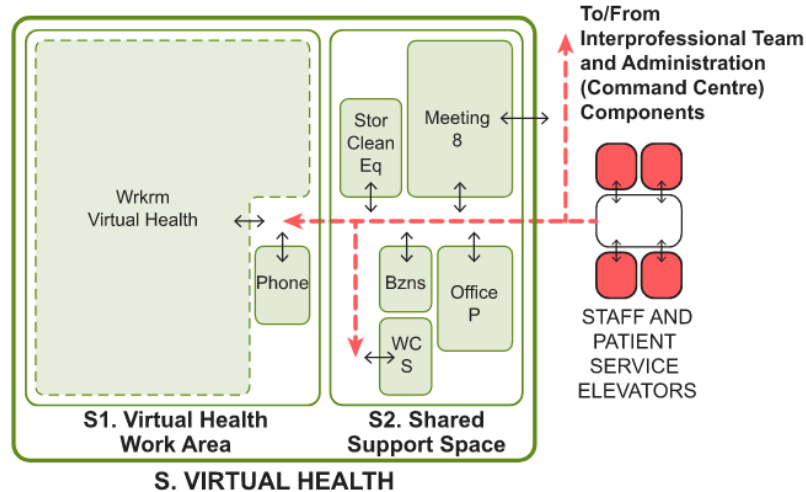 To/From
Interprofessional Team
and Administration
(Command Centre)
Components
Stor
Clean
Eq
Meeting
8
Wrkrm
Virtual Health
Phone
Bzns
Office
P
WC
S
STAFF AND
PATIENT
SERVICE
ELEVATORS
S1. Virtual Health
Work Area
S2. Shared
Support Space
S. VIRTUAL HEALTH